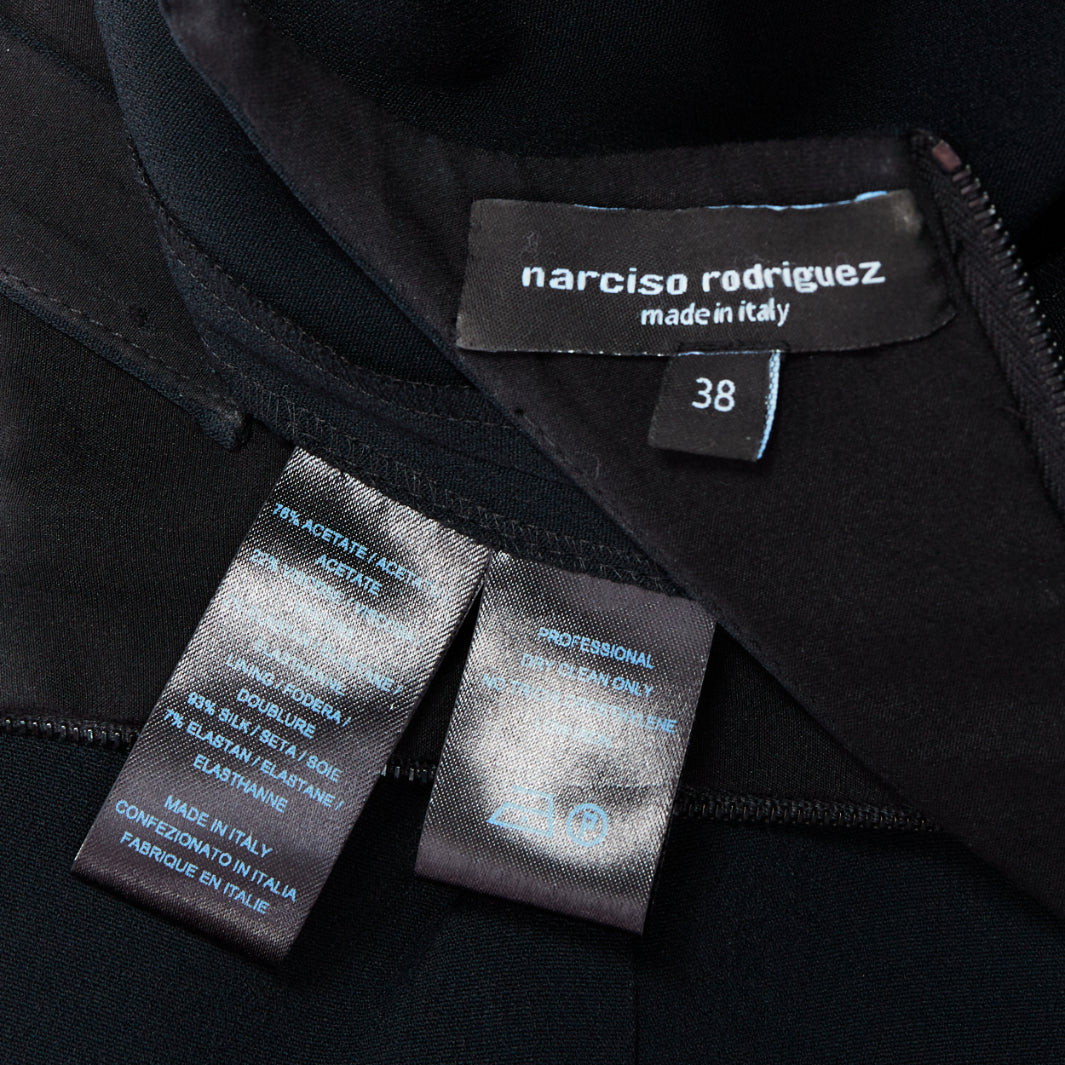 narciso rodriguez
made in italy
38
76% ACETATE /
ACETATE
LINING / FODERA /
DOUBLURE
93% SILK / SETA / SOIE
7% ELASTAN / ELASTANE /
ELASTHANNE
MADE IN ITALY
CONFEZIONATO IN ITALIA
FABRIQUE EN ITALIE
PROFESSIONAL
DRY CLEAN ONLY